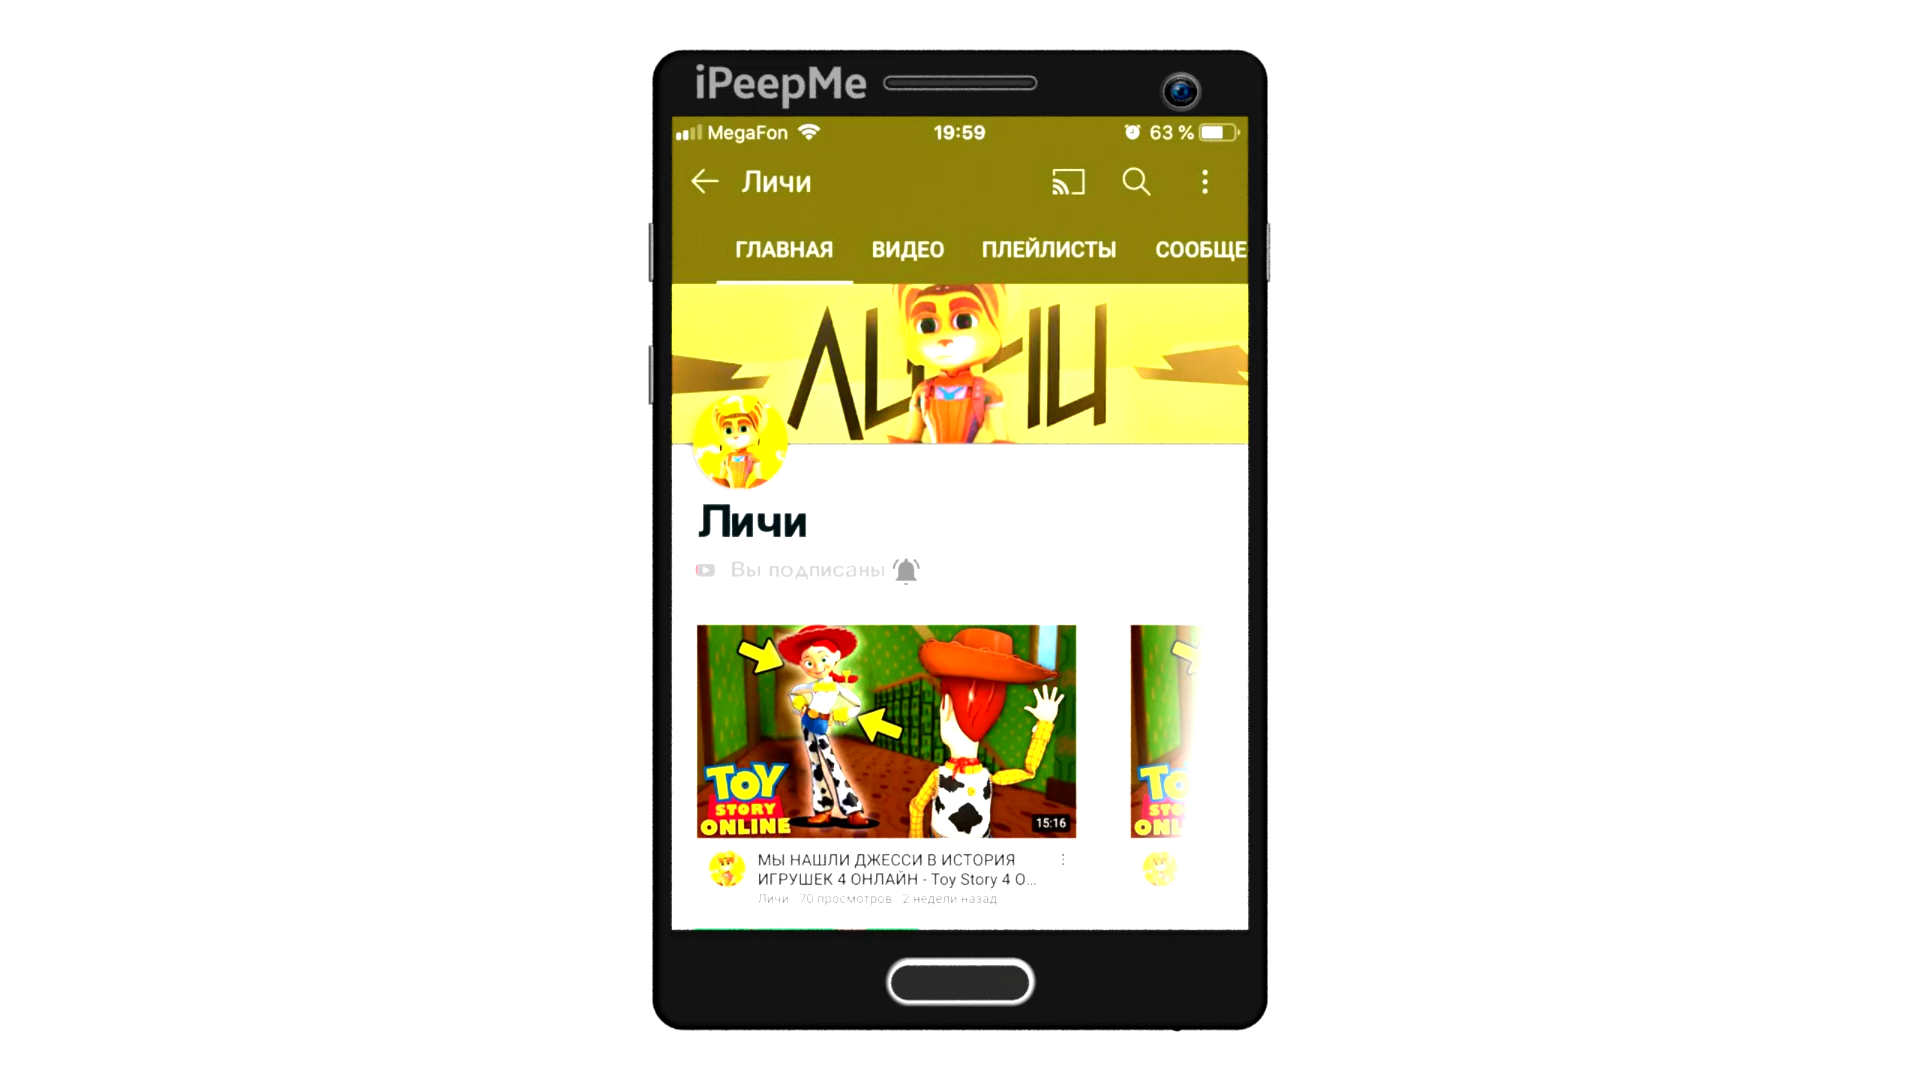 iPeepMe
MegaFon 19:59 63 %
Личи
ГЛАВНАЯ ВИДЕО ПЛЕЙЛИСТЫ СООБЩЕ
Личи
Вы подписаны
TOY
STORY
ONLINE
15:16
МЫ НАШЛИ ДЖЕССИ В ИСТОРИЯ
ИГРУШЕК 4 ОНЛАЙН - Toy Story 4 О...
Личи 70 просмотров 2 недели назад